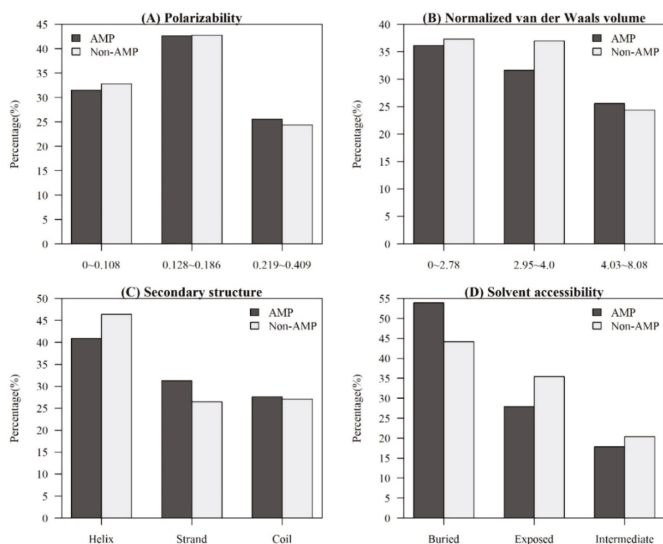 (A) Polarizability
AMP
Non-AMP
Percentage(%)
45
40
35
30
25
20
15
10
5
0
0~0.108
0.128~0.186
0.219~0.409
(B) Normalized van der Waals volume
AMP
Non-AMP
Percentage(%)
40
35
30
25
20
15
10
5
0
0~2.78
2.95~4.0
4.03~8.08
(C) Secondary structure
AMP
Non-AMP
Percentage(%)
50
45
40
35
30
25
20
15
10
5
0
Helix
Strand
Coil
(D) Solvent accessibility
AMP
Non-AMP
Percentage(%)
55
50
45
40
35
30
25
20
15
10
5
0
Buried
Exposed
Intermediate